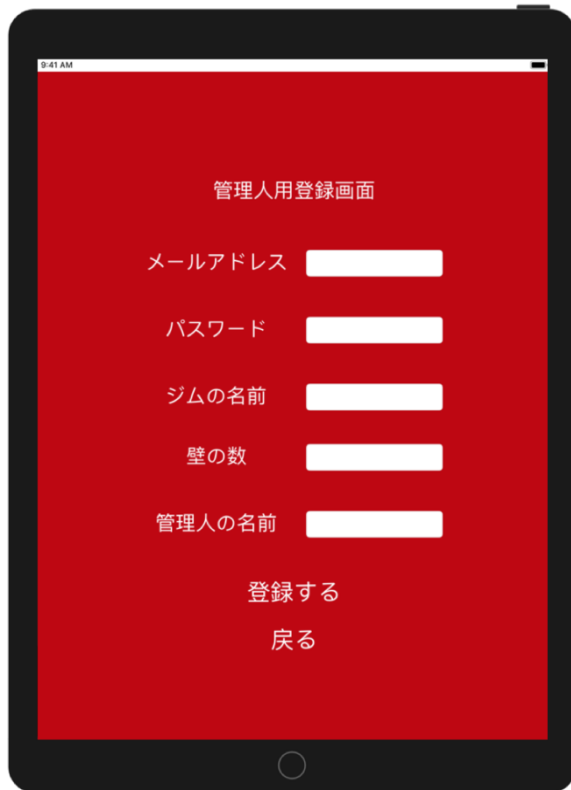 9:41 AM
管理人用登録画面
メールアドレス
パスワード
ジムの名前
壁の数
管理人の名前
登録する
戻る